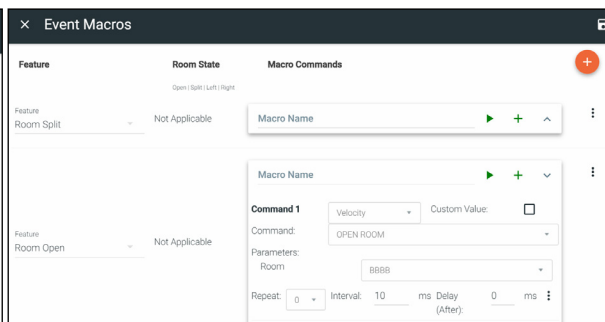 × Event Macros
Feature Room State Macro Commands
Open | Split | Left | Right
Feature
Room Split Not Applicable Macro Name
Macro Name
Command 1 Velocity Custom Value:
Command: OPEN ROOM
Feature
Room Open Not Applicable
Parameters:
Room BBBB
Repeat: 0 Interval: 10 ms Delay (After): 0 ms